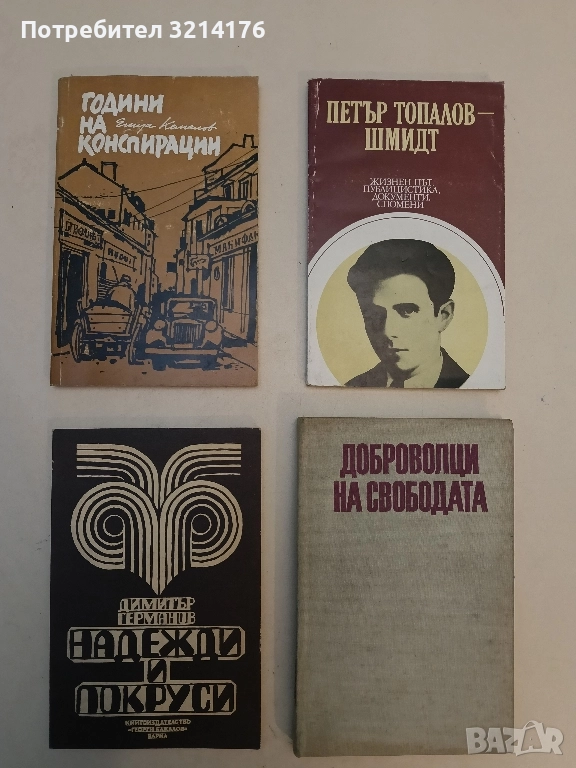 Потребител 3214176
ГОДИНИ
НА
КОНСПИРАЦИИ
ПЕТЪР ТОПАЛОВ—
ШМИДТ
ЖИЗНЕН ПЪТ,
ПУБЛИЦИСТИКА,
ДОКУМЕНТИ,
СПОМЕНИ
ДИМИТЪР
ГЕРМАНОВ
НАДЕЖДИ
И
ПОКРУСИ
КНИГОИЗДАТЕЛСТВО
«ГЕОРГИ БАКАЛОВ»
ВАРНА
ДОБРОВОЛЦИ
НА СВОБОДАТА
BAZAR